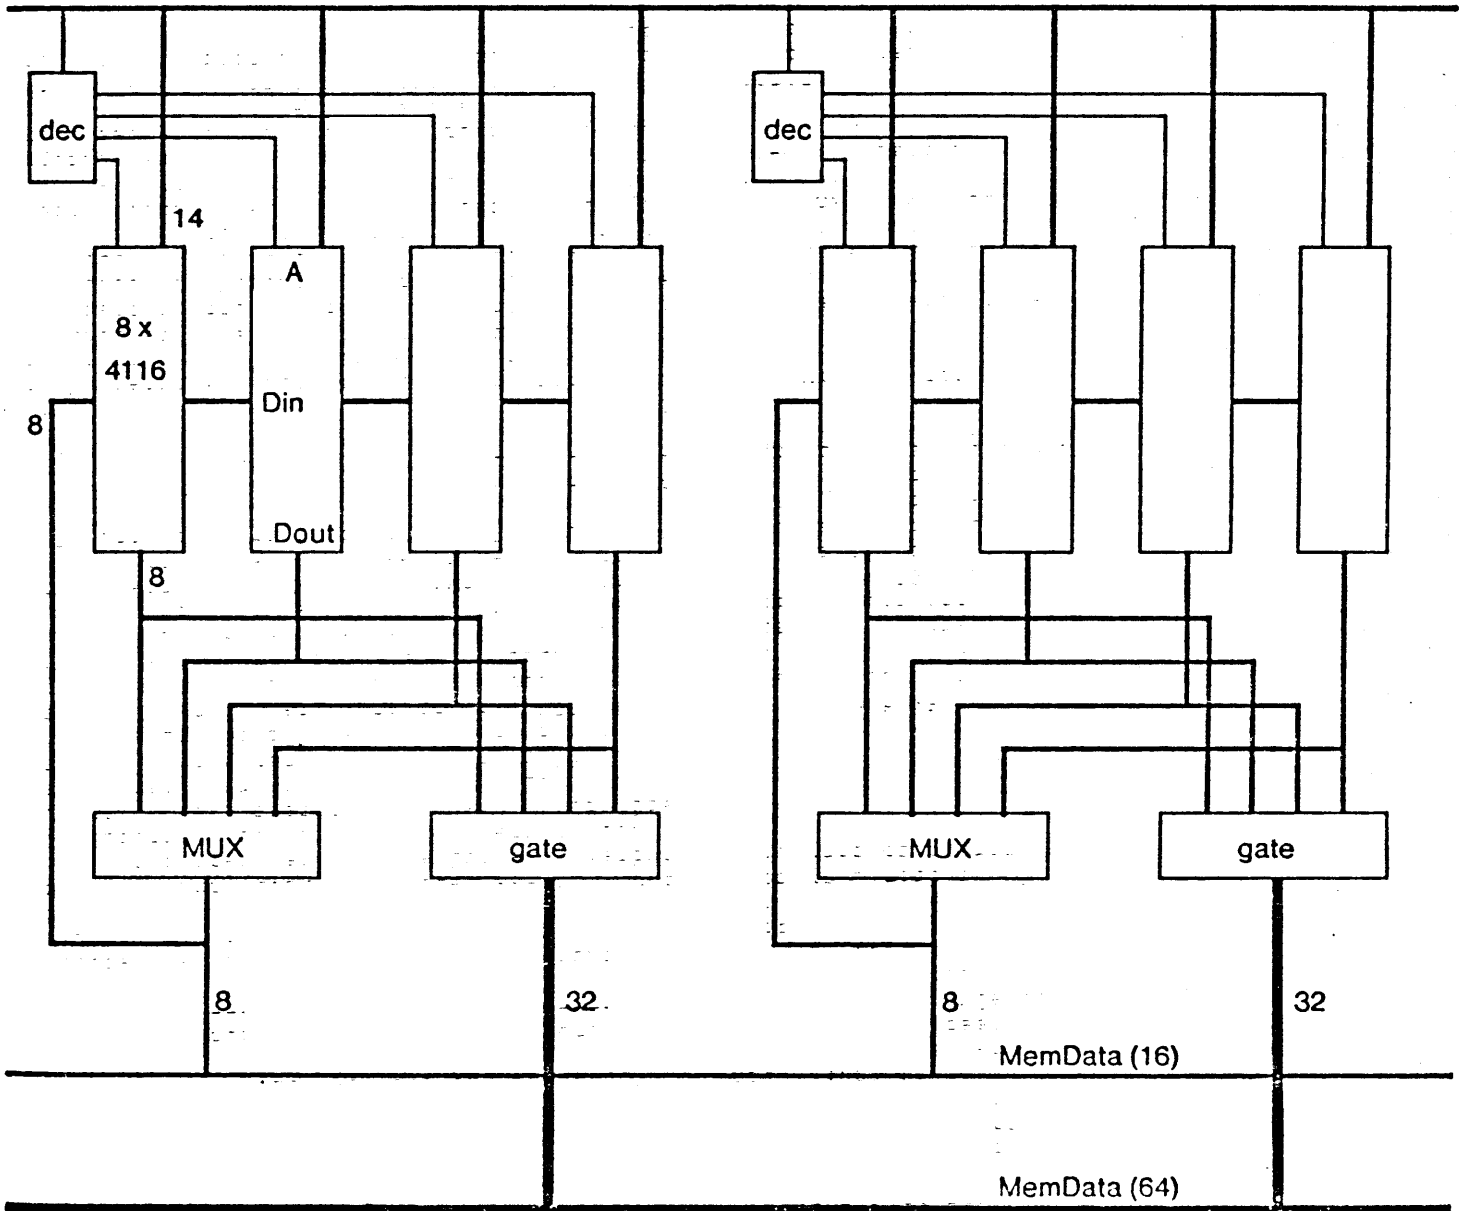 dec
dec
14
A
8 x
4116
Din
8
Dout
8
MUX
gate
MUX
gate
8
32
8
32
MemData (16)
MemData (64)